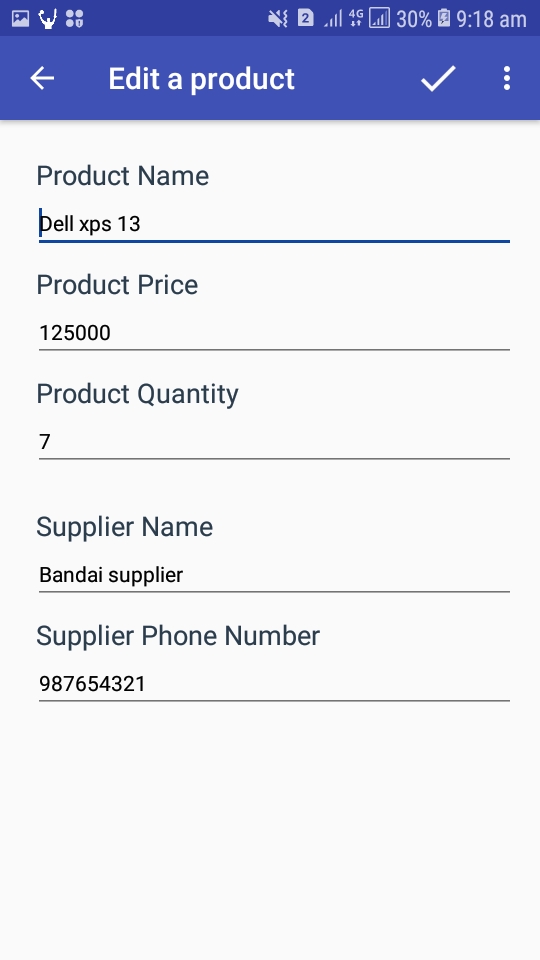 2 4G 30% 9:18 am
Edit a product
Product Name
Dell xps 13
Product Price
125000
Product Quantity
7
Supplier Name
Bandai supplier
Supplier Phone Number
987654321